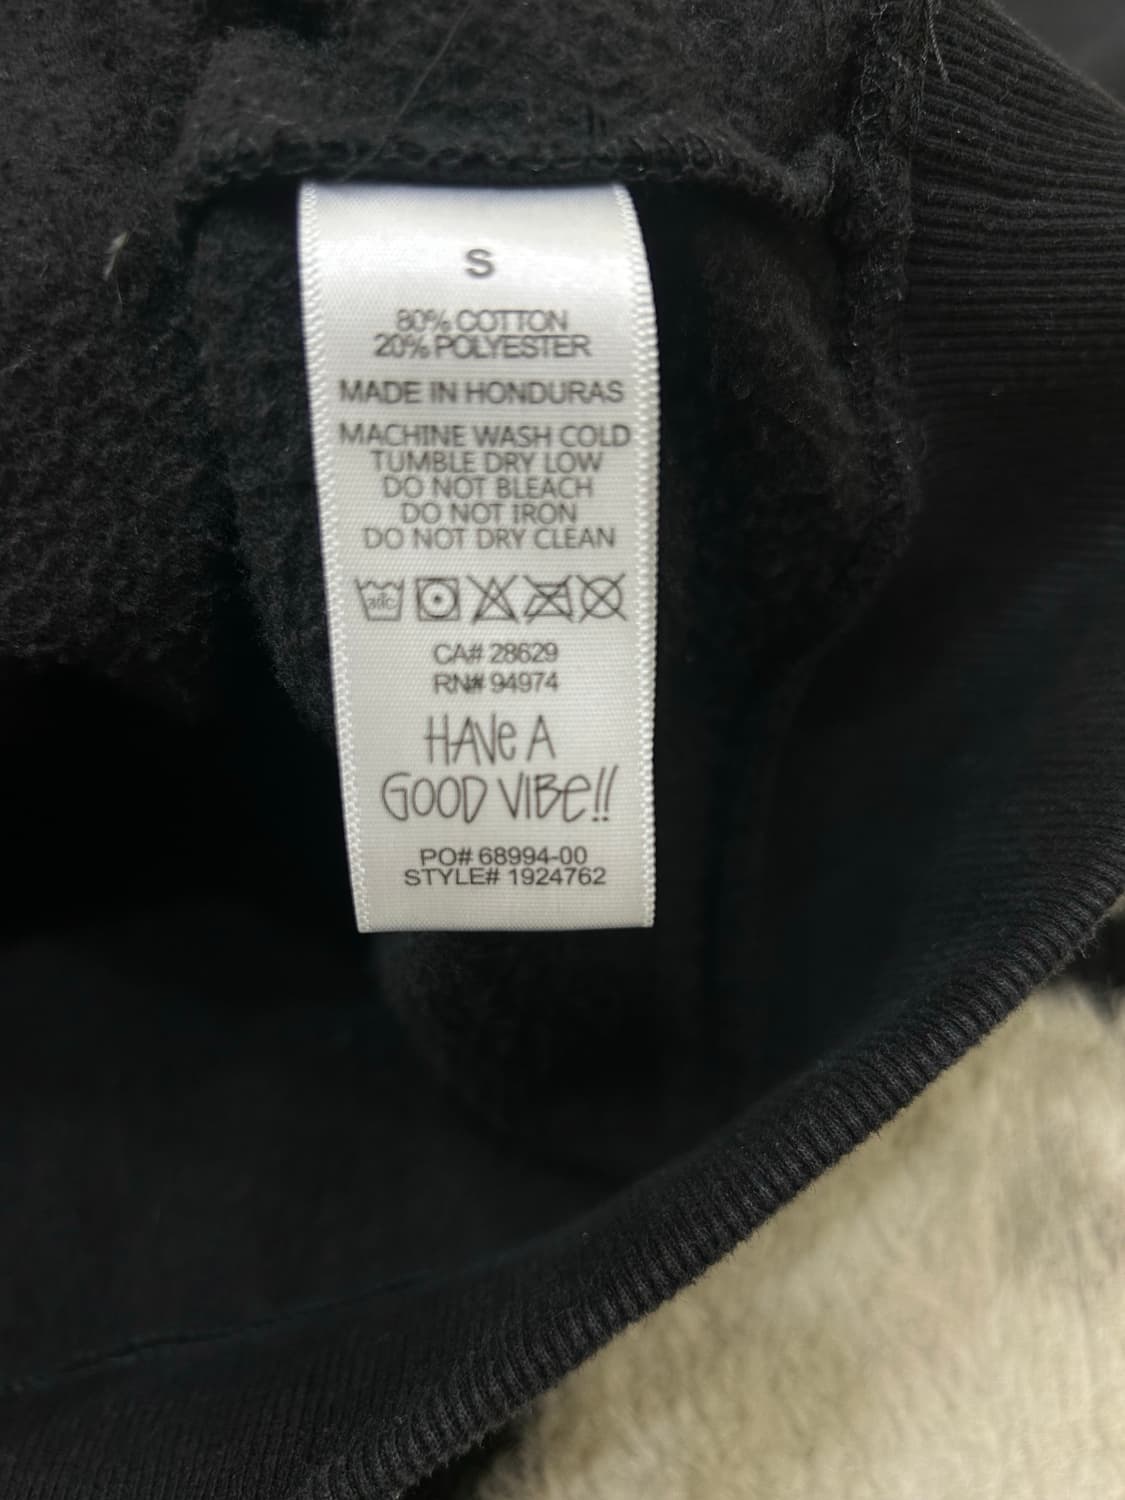 S
80% COTTON
20% POLYESTER
MADE IN HONDURAS
MACHINE WASH COLD
TUMBLE DRY LOW
DO NOT BLEACH
DO NOT IRON
DO NOT DRY CLEAN
CA# 28629
RN# 94974
HAVe A
GOOD VIBe!!
PO# 68994-00
STYLE# 1924762